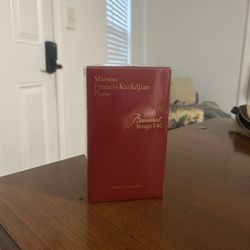 Maison
Francis Kurkdjian
Paris
Baccarat
Rouge 540